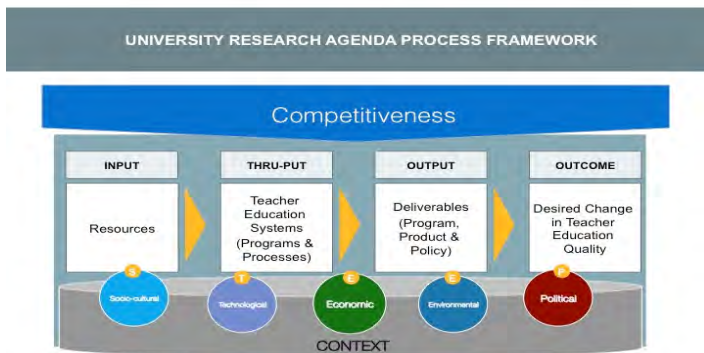 UNIVERSITY RESEARCH AGENDA PROCESS FRAMEWORK
Competitiveness
INPUT
THRU-PUT
OUTPUT
OUTCOME
Resources
Teacher
Education
Systems
(Programs &
Processes)
Deliverables
(Program,
Product &
Policy)
Desired Change
in Teacher
Education
Quality
S
T
E
E
P
Socio-cultural
Technological
Economic
Environmental
Political
CONTEXT